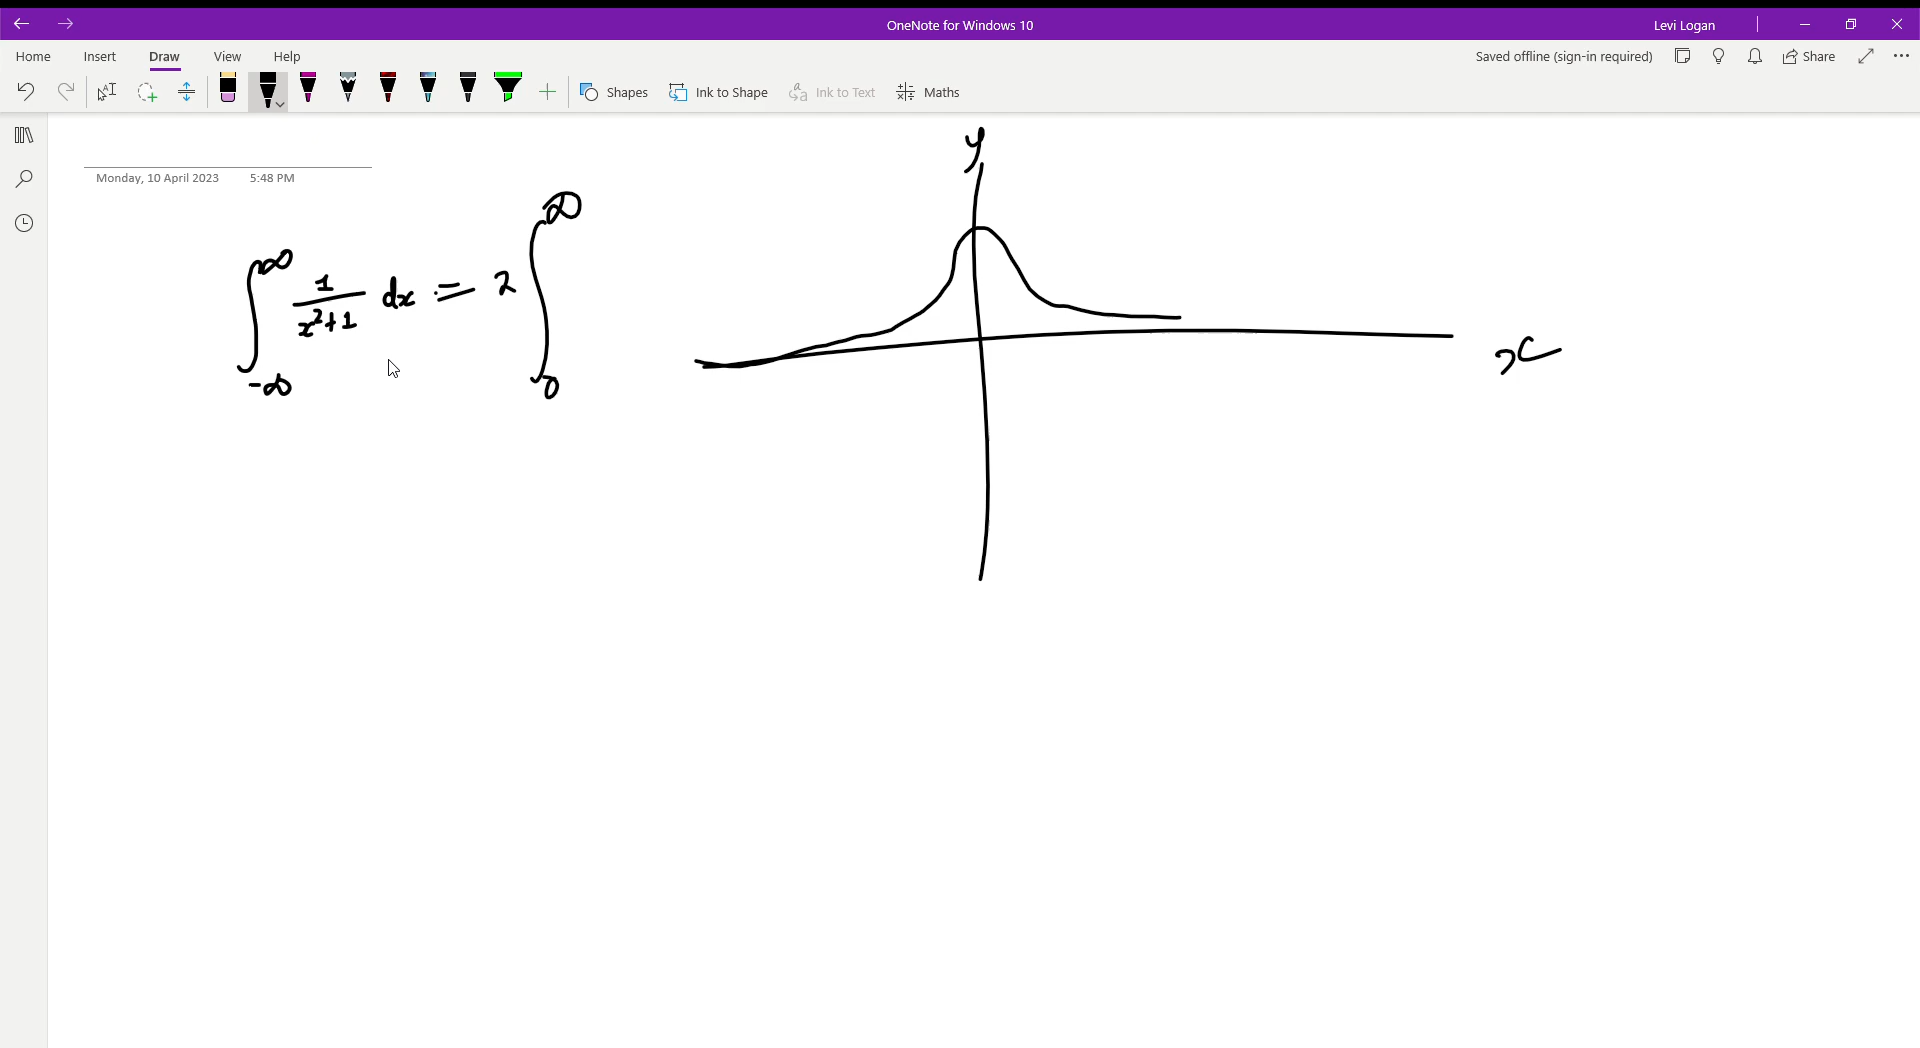 OneNote for Windows 10
Levi Logan
Home Insert Draw View Help
Saved offline (sign-in required) Share
Shapes Ink to Shape Ink to Text Maths
Monday, 10 April 2023 5:48 PM
∫_{-∞}^{∞} 1/(x²+1) dx = 2 ∫_{0}^{∞}
y
x